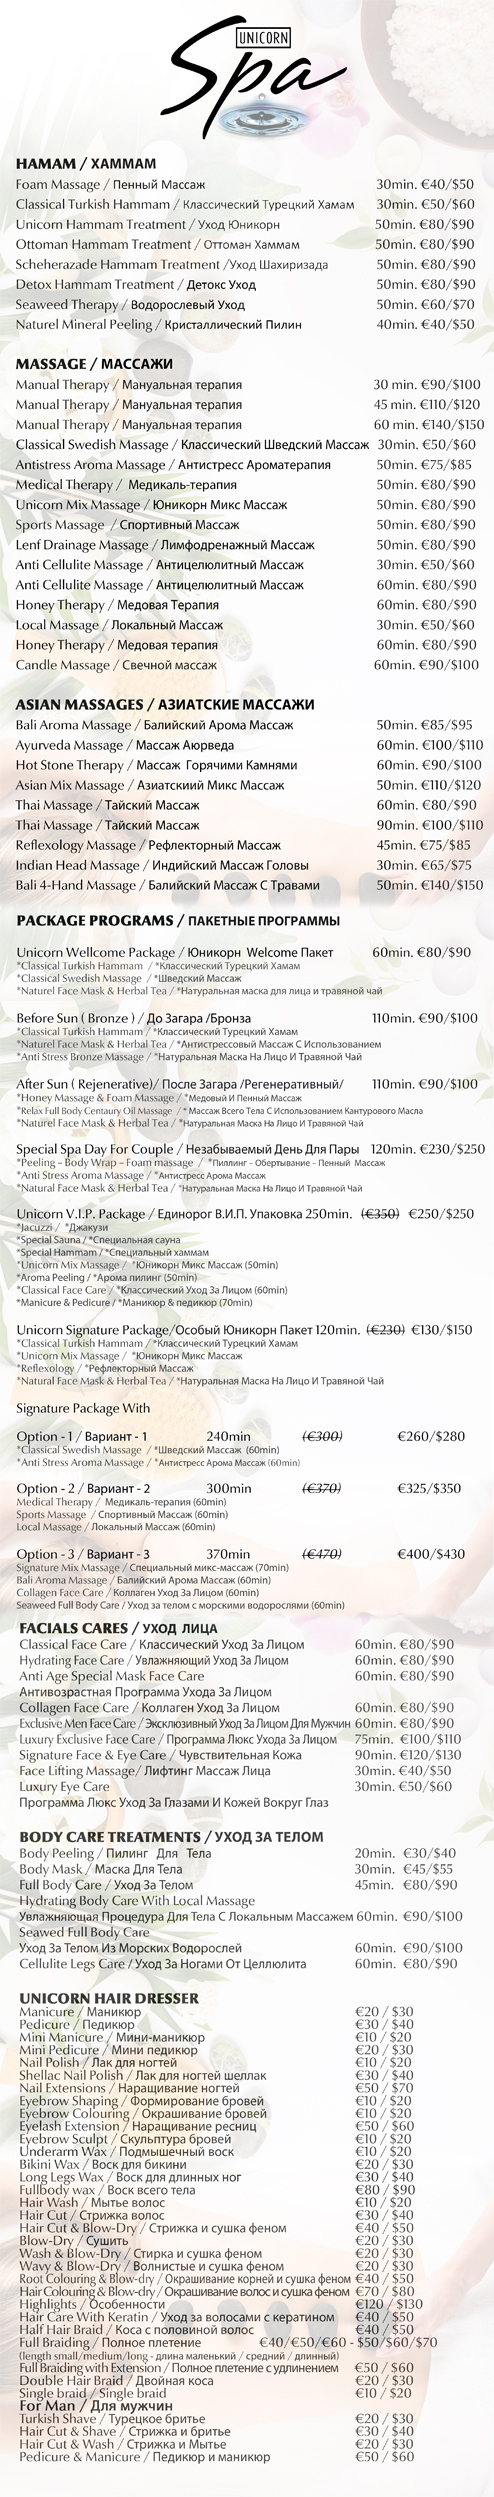 UNICORN
Spa
HAMAM / ХАММАМ
Foam Massage / Пенный Массаж 30min. €40/$50
Classical Turkish Hammam / Классический Турецкий Хамам 30min. €50/$60
Unicorn Hammam Treatment / Уход Юникорн 50min. €80/$90
Ottoman Hammam Treatment / Оттоман Хаммам 50min. €80/$90
Scheherazade Hammam Treatment /Уход Шахиризада 50min. €80/$90
Detox Hammam Treatment / Детокс Уход 50min. €80/$90
Seaweed Therapy / Водорослевый Уход 50min. €60/$70
Naturel Mineral Peeling / Кристаллический Пилин 40min. €40/$50
MASSAGE / МАССАЖИ
Manual Therapy / Мануальная терапия 30 min. €90/$100
Manual Therapy / Мануальная терапия 45 min. €110/$120
Manual Therapy / Мануальная терапия 60 min. €140/$150
Classical Swedish Massage / Классический Шведский Массаж 30min. €50/$60
Antistress Aroma Massage / Антистресс Ароматерапия 50min. €75/$85
Medical Therapy / Медикаль-терапия 50min. €80/$90
Unicorn Mix Massage / Юникорн Микс Массаж 50min. €80/$90
Sports Massage / Спортивный Массаж 50min. €80/$90
Lenf Drainage Massage / Лимфодренажный Массаж 50min. €80/$90
Anti Cellulite Massage / Антицелюлитный Массаж 30min. €50/$60
Anti Cellulite Massage / Антицелюлитный Массаж 60min. €80/$90
Honey Therapy / Медовая Терапия 60min. €80/$90
Local Massage / Локальный Массаж 30min. €50/$60
Honey Therapy / Медовая терапия 60min. €80/$90
Candle Massage / Свечной массаж 60min. €90/$100
ASIAN MASSAGES / АЗИАТСКИЕ МАССАЖИ
Bali Aroma Massage / Балийский Арома Массаж 50min. €85/$95
Ayurveda Massage / Массаж Аюрведа 60min. €100/$110
Hot Stone Therapy / Массаж Горячими Камнями 60min. €90/$100
Asian Mix Massage / Азиатскиий Микс Массаж 50min. €110/$120
Thai Massage / Тайский Массаж 60min. €80/$90
Thai Massage / Тайский Массаж 90min. €100/$110
Reflexology Massage / Рефлекторный Массаж 45min. €75/$85
Indian Head Massage / Индийский Массаж Головы 30min. €65/$75
Bali 4-Hand Massage / Балийский Массаж С Травами 50min. €140/$150
PACKAGE PROGRAMS / ПАКЕТНЫЕ ПРОГРАММЫ
Unicorn Wellcome Package / Юникорн Welcome Пакет 60min. €80/$90
*Classical Turkish Hammam / *Классический Турецкий Хамам
*Classical Swedish Massage / *Шведский Массаж
*Naturel Face Mask & Herbal Tea / *Натуральная маска для лица и травяной чай
Before Sun ( Bronze ) / До Загара /Бронза 110min. €90/$100
*Classical Turkish Hammam / *Классический Турецкий Хамам
*Naturel Face Mask & Herbal Tea / *Антистрессовый Массаж С Использованием
*Anti Stress Bronze Massage / *Натуральная Маска На Лицо И Травяной Чай
After Sun ( Rejenerative)/ После Загара /Регенеративный/ 110min. €90/$100
*Honey Massage & Foam Massage / *Медовый И Пенный Массаж
*Relax Full Body Centaury Oil Massage / * Массаж Всего Тела С Использованием Кантурового Масла
*Naturel Face Mask & Herbal Tea / *Натуральная Маска На Лицо И Травяной Чай
Special Spa Day For Couple / Незабываемый День Для Пары 120min. €230/$250
*Peeling – Body Wrap – Foam massage / *Пиллинг – Обертывание – Пенный Массаж
*Anti Stress Aroma Massage / *Антистресс Арома Массаж
*Natural Face Mask & Herbal Tea / *Натуральная Маска На Лицо И Травяной Чай
Unicorn V.I.P. Package / Единорог В.И.П. Упаковка 250min. (€350) €250/$250
*Jacuzzi / *Джакузи
*Special Sauna / *Специальная сауна
*Special Hammam / *Специальный хаммам
*Unicorn Mix Massage / *Юникорн Микс Массаж (50min)
*Aroma Peeling / *Арома пилинг (50min)
*Classical Face Care / *Классический Уход За Лицом (60min)
*Manicure & Pedicure / *Маникюр & педикюр (70min)
Unicorn Signature Package/Особый Юникорн Пакет 120min. (€230) €130/$150
*Classical Turkish Hammam / *Классический Турецкий Хамам
*Unicorn Mix Massage / *Юникорн Микс Массаж
*Reflexology / *Рефлекторный Массаж
*Natural Face Mask & Herbal Tea / *Натуральная Маска На Лицо И Травяной Чай
Signature Package With
Option - 1 / Вариант - 1 240min (€300) €260/$280
*Classical Swedish Massage / *Шведский Массаж (60min)
*Anti Stress Aroma Massage / *Антистресс Арома Массаж (60min)
Option - 2 / Вариант - 2 300min (€370) €325/$350
Medical Therapy / Медикаль-терапия (60min)
Sports Massage / Спортивный Массаж (60min)
Local Massage / Локальный Массаж (60min)
Option - 3 / Вариант - 3 370min (€470) €400/$430
Signature Mix Massage / Специальный микс-массаж (70min)
Bali Aroma Massage / Балийский Арома Массаж (60min)
Collagen Face Care / Коллаген Уход За Лицом (60min)
Seaweed Full Body Care / Уход за телом с морскими водорослями (60min)
FACIALS CARES / УХОД ЛИЦА
Classical Face Care / Классический Уход За Лицом 60min. €80/$90
Hydrating Face Care / Увлажняющий Уход За Лицом 60min. €80/$90
Anti Age Special Mask Face Care 60min. €80/$90
Антивозрастная Программа Ухода За Лицом
Collagen Face Care / Коллаген Уход За Лицом 60min. €80/$90
Exclusive Men Face Care / Эксклюзивный Уход За Лицом Для Мужчин 60min. €80/$90
Luxury Exclusive Face Care / Программа Люкс Ухода За Лицом 75min. €100/$110
Signature Face & Eye Care / Чувствительная Кожа 90min. €120/$130
Face Lifting Massage/ Лифтинг Массаж Лица 30min. €40/$50
Luxury Eye Care 30min. €50/$60
Программа Люкс Уход За Глазами И Кожей Вокруг Глаз
BODY CARE TREATMENTS / УХОД ЗА ТЕЛОМ
Body Peeling / Пилинг Для Тела 20min. €30/$40
Body Mask / Маска Для Тела 30min. €45/$55
Full Body Care / Уход За Телом 45min. €80/$90
Hydrating Body Care With Local Massage
Увлажняющая Процедура Для Тела С Локальным Массажем 60min. €90/$100
Seawed Full Body Care
Уход За Телом Из Морских Водорослей 60min. €90/$100
Cellulite Legs Care / Уход За Ногами От Целлюлита 60min. €80/$90
UNICORN HAIR DRESSER
Manicure / Маникюр €20 / $30
Pedicure / Педикюр €30 / $40
Mini Manicure / Мини-маникюр €10 / $20
Mini Pedicure / Мини педикюр €20 / $30
Nail Polish / Лак для ногтей €10 / $20
Shellac Nail Polish / Лак для ногтей шеллак €30 / $40
Nail Extensions / Наращивание ногтей €50 / $70
Eyebrow Shaping / Формирование бровей €10 / $20
Eyebrow Colouring / Окрашивание бровей €10 / $20
Eyelash Extension / Наращивание ресниц €50 / $60
Eyebrow Sculpt / Скульптура бровей €10 / $20
Underarm Wax / Подмышечный воск €10 / $20
Bikini Wax / Воск для бикини €20 / $30
Long Legs Wax / Воск для длинных ног €30 / $40
Fullbody wax / Воск всего тела €80 / $90
Hair Wash / Мытье волос €10 / $20
Hair Cut / Стрижка волос €30 / $40
Hair Cut & Blow-Dry / Стрижка и сушка феном €40 / $50
Blow-Dry / Сушить €20 / $30
Wash & Blow-Dry / Стирка и сушка феном €20 / $30
Wavy & Blow-Dry / Волнистые и сушка феном €20 / $30
Root Colouring & Blow-dry / Окрашивание корней и сушка феном €40 / $50
Hair Colouring & Blow-dry / Окрашивание волос и сушка феном €70 / $80
Highlights / Особенности €120 / $130
Hair Care With Keratin / Уход за волосами с кератином €40 / $50
Half Hair Braid / Коса с половиной волос €40 / $50
Full Braiding / Полное плетение €40/€50/€60 - $50/$60/$70
(length small/medium/long - длина маленький / средний / длинный)
Full Braiding with Extension / Полное плетение с удлинением €50 / $60
Double Hair Braid / Двойная коса €20 / $30
Single braid / Single braid €10 / $20
For Man / Для мужчин
Turkish Shave / Турецкое бритье €20 / $30
Hair Cut & Shave / Стрижка и бритье €30 / $40
Hair Cut & Wash / Стрижка и Мытье €20 / $30
Pedicure & Manicure / Педикюр и маникюр €50 / $60